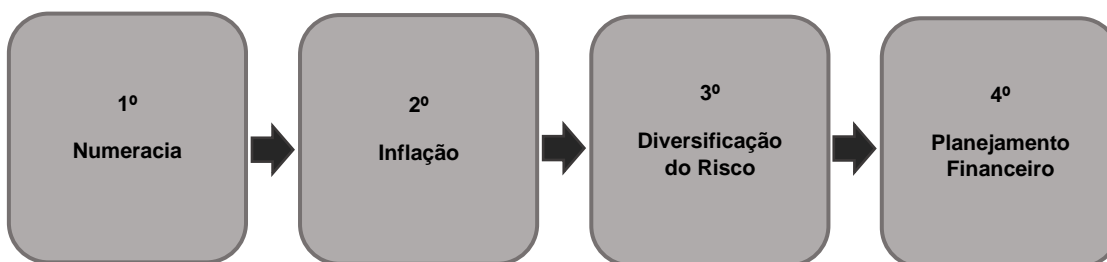 1º
Numeracia
2º
Inflação
3º
Diversificação
do Risco
4º
Planejamento
Financeiro